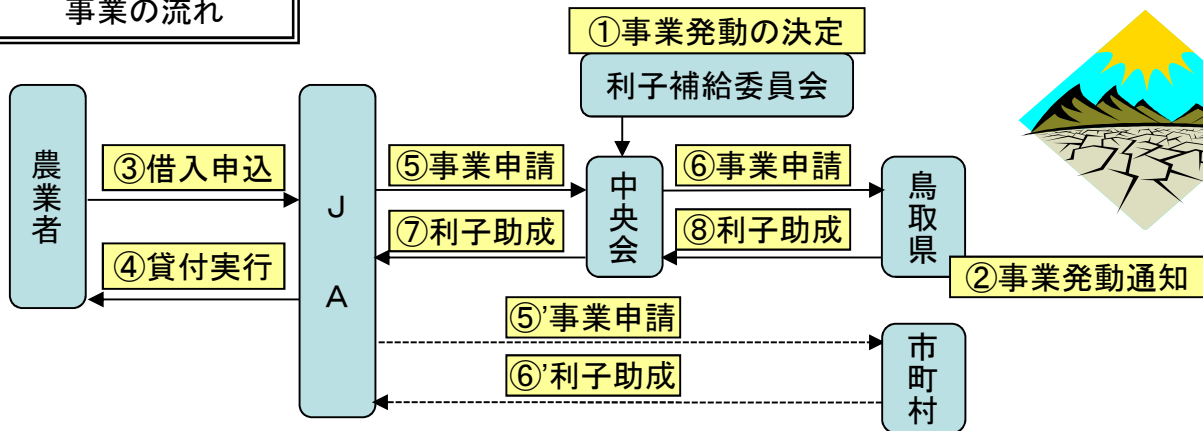 事業の流れ
①事業発動の決定
利子補給委員会
農業者
③借入申込
④貸付実行
JA
⑤事業申請
⑦利子助成
中央会
⑥事業申請
⑧利子助成
鳥取県
②事業発動通知
⑤’事業申請
⑥’利子助成
市町村